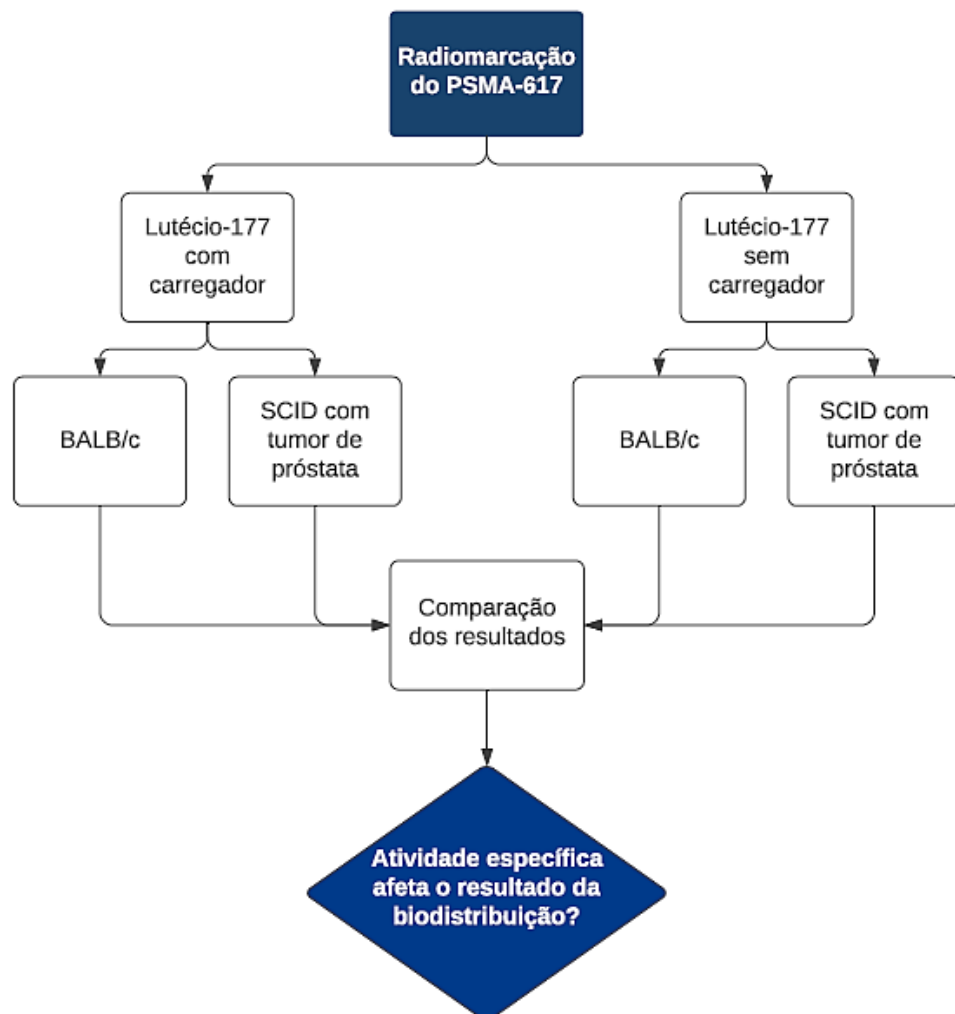 Radiomarcação
do PSMA-617
Lutécio-177
com
carregador
Lutécio-177
sem
carregador
BALB/c
SCID com
tumor de
próstata
BALB/c
SCID com
tumor de
próstata
Comparação
dos resultados
Atividade específica
afeta o resultado da
biodistribuição?